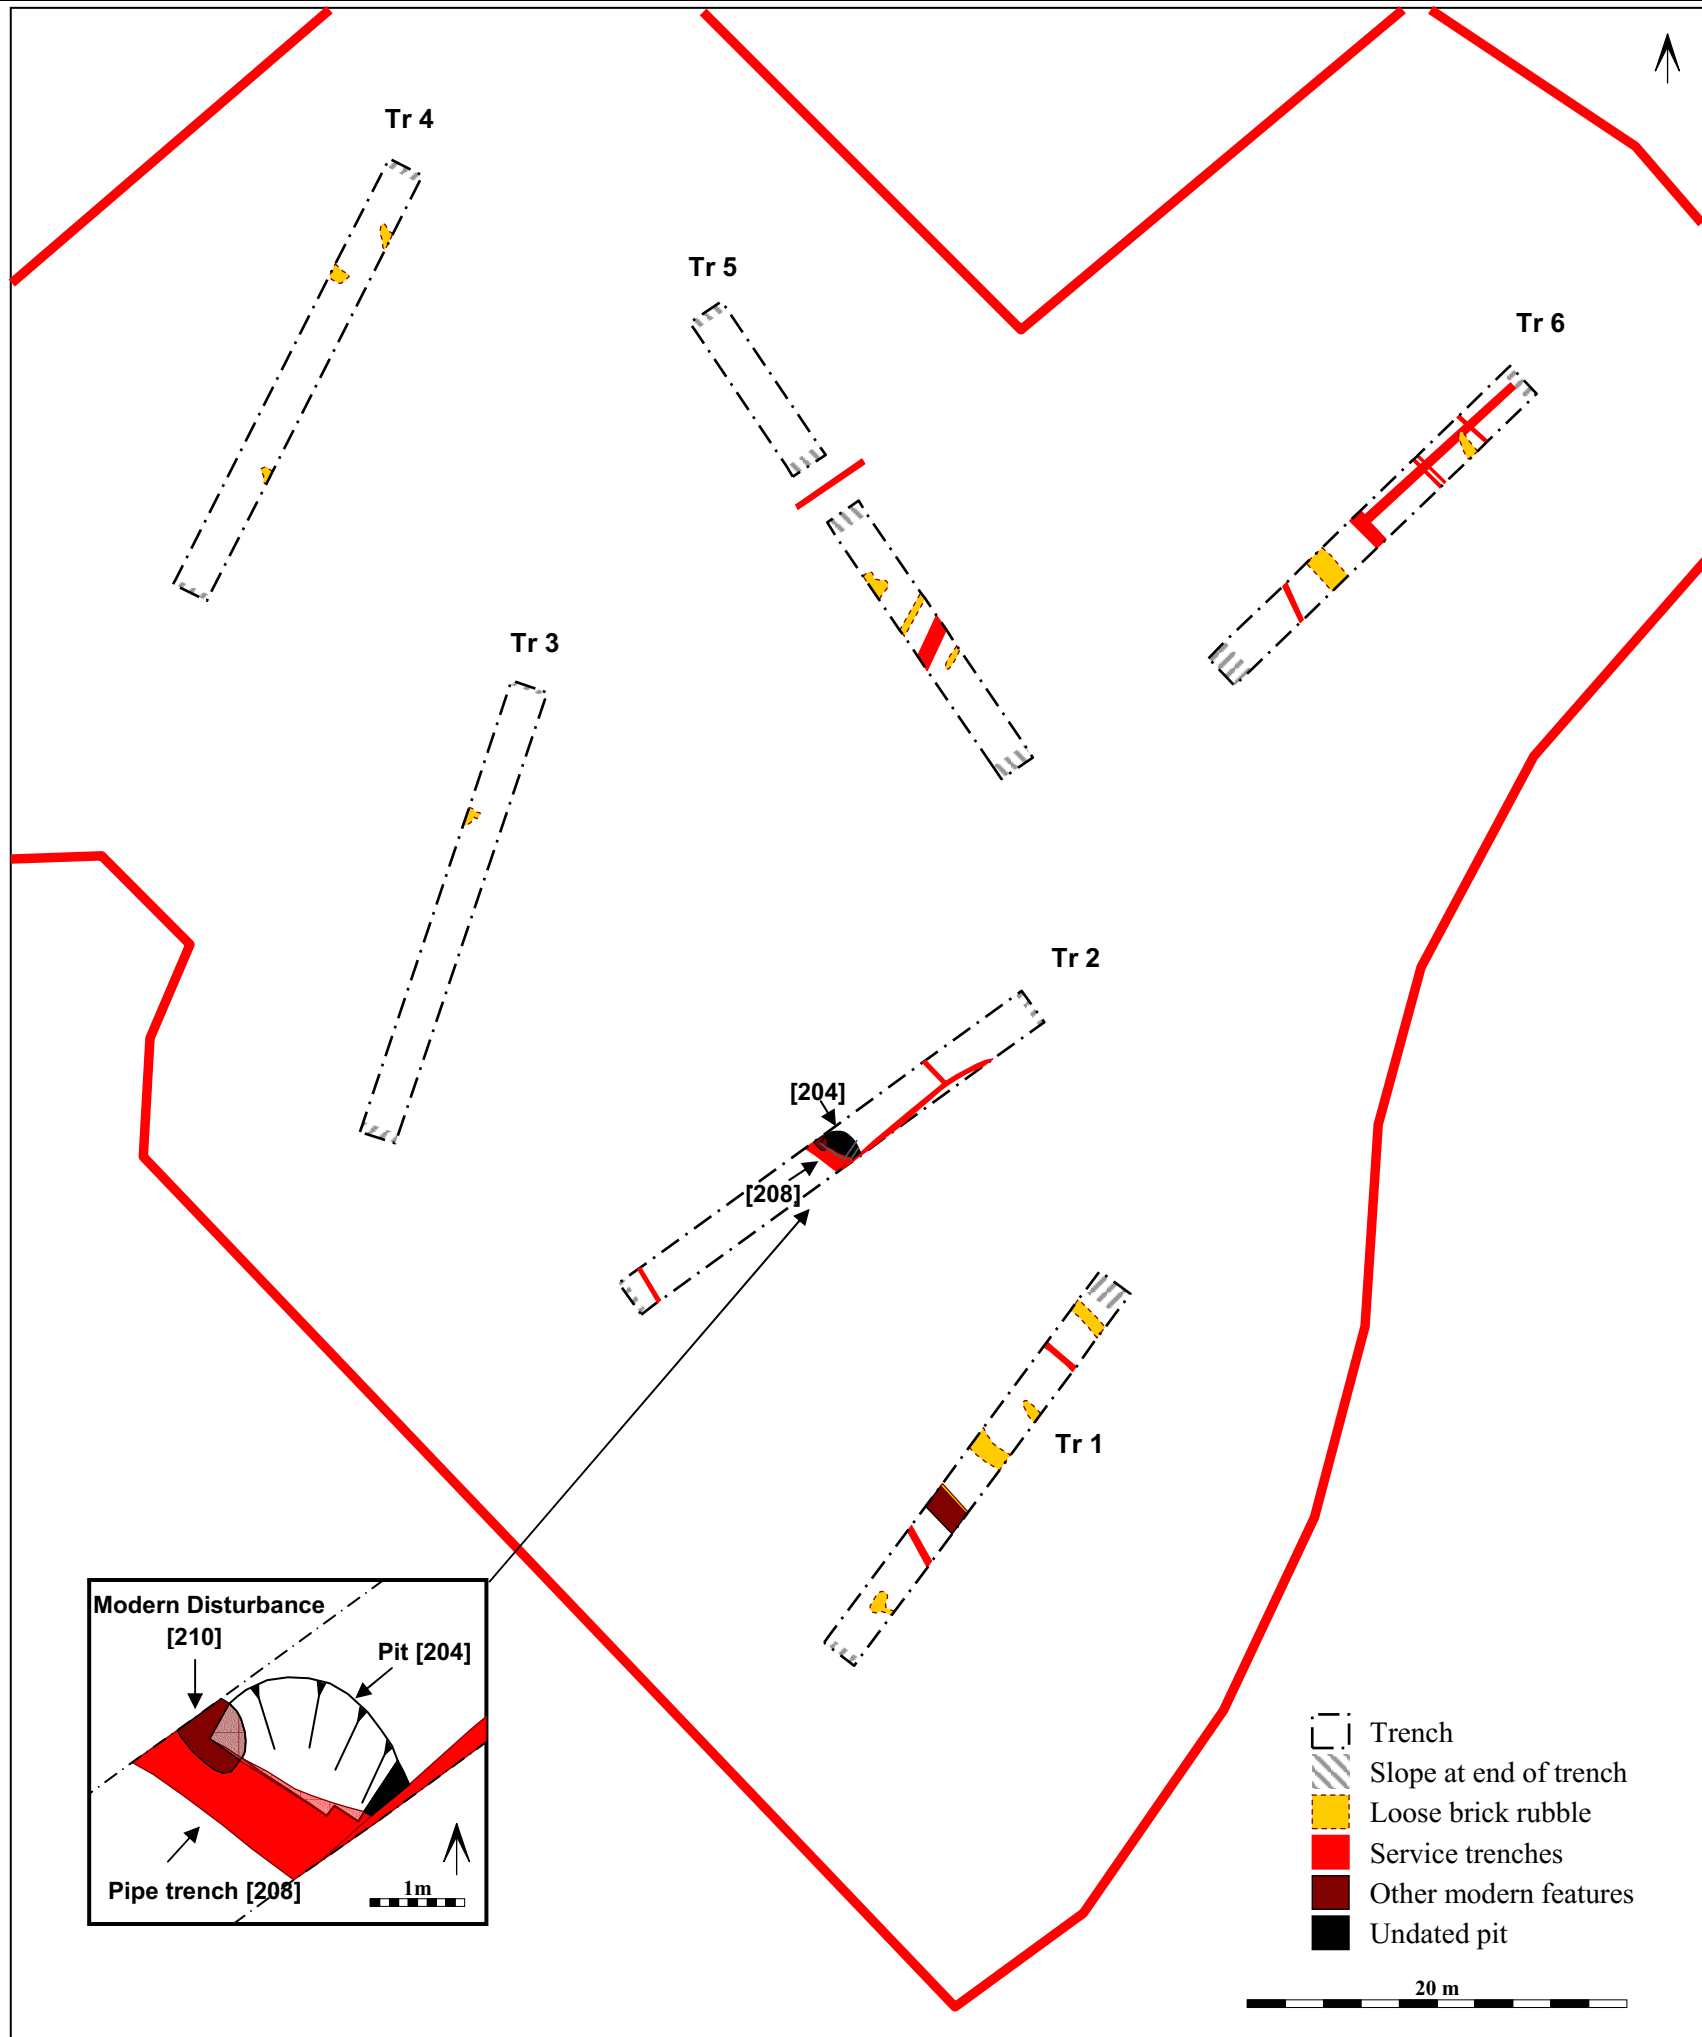 Tr 4
Tr 5
Tr 6
Tr 3
Tr 2
[204]
[208]
Tr 1
Modern Disturbance
[210]
Pit [204]
Pipe trench [208]
1m
Trench
Slope at end of trench
Loose brick rubble
Service trenches
Other modern features
Undated pit
20 m